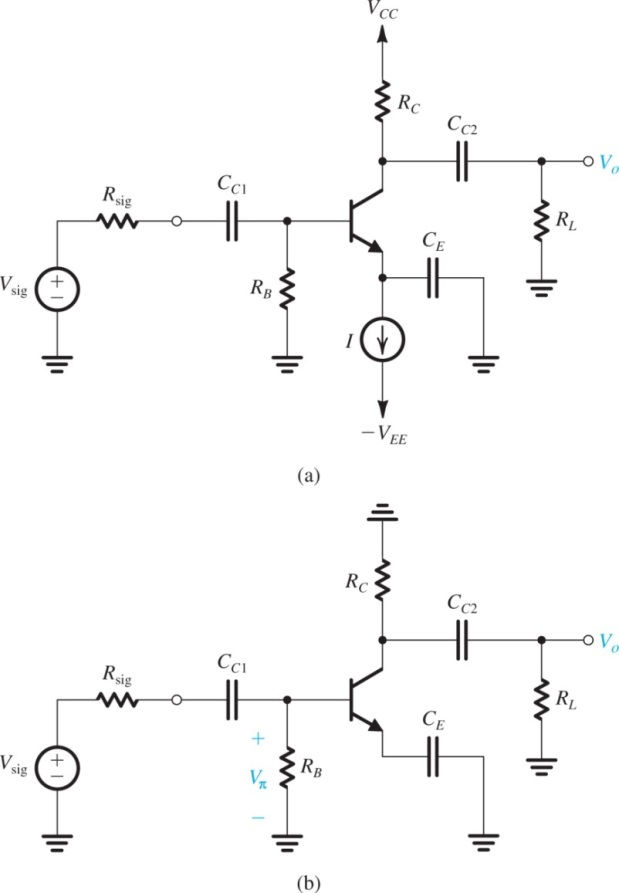 V_CC
R_C
C_C2
V_o
C_C1
R_sig
R_L
C_E
V_sig
+
−
R_B
I
−V_EE
(a)
R_C
C_C2
V_o
C_C1
R_sig
R_L
C_E
+
V_sig
+
−
V_π
R_B
−
(b)